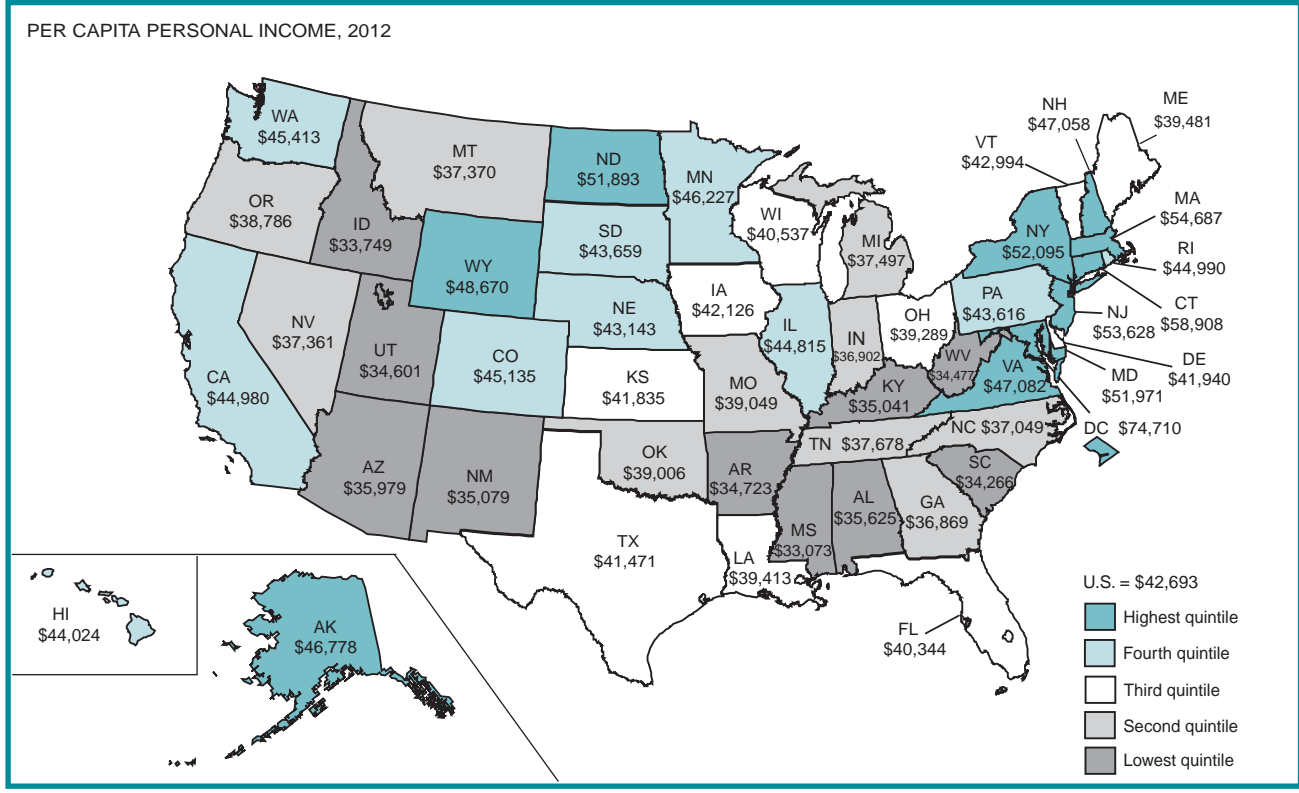 PER CAPITA PERSONAL INCOME, 2012
WA
$45,413
OR
$38,786
CA
$44,980
NV
$37,361
ID
$33,749
MT
$37,370
WY
$48,670
UT
$34,601
CO
$45,135
AZ
$35,979
NM
$35,079
ND
$51,893
SD
$43,659
NE
$43,143
KS
$41,835
OK
$39,006
TX
$41,471
MN
$46,227
IA
$42,126
MO
$39,049
AR
$34,723
LA
$39,413
WI
$40,537
IL
$44,815
MI
$37,497
IN
$36,902
OH
$39,289
KY
$35,041
TN $37,678
MS
$33,073
AL
$35,625
GA
$36,869
FL
$40,344
SC
$34,266
NC $37,049
WV
$34,477
VA
$47,082
PA
$43,616
NY
$52,095
VT
$42,994
NH
$47,058
ME
$39,481
MA
$54,687
RI
$44,990
CT
$58,908
NJ
$53,628
DE
$41,940
MD
$51,971
DC $74,710
HI
$44,024
AK
$46,778
U.S. = $42,693
Highest quintile
Fourth quintile
Third quintile
Second quintile
Lowest quintile